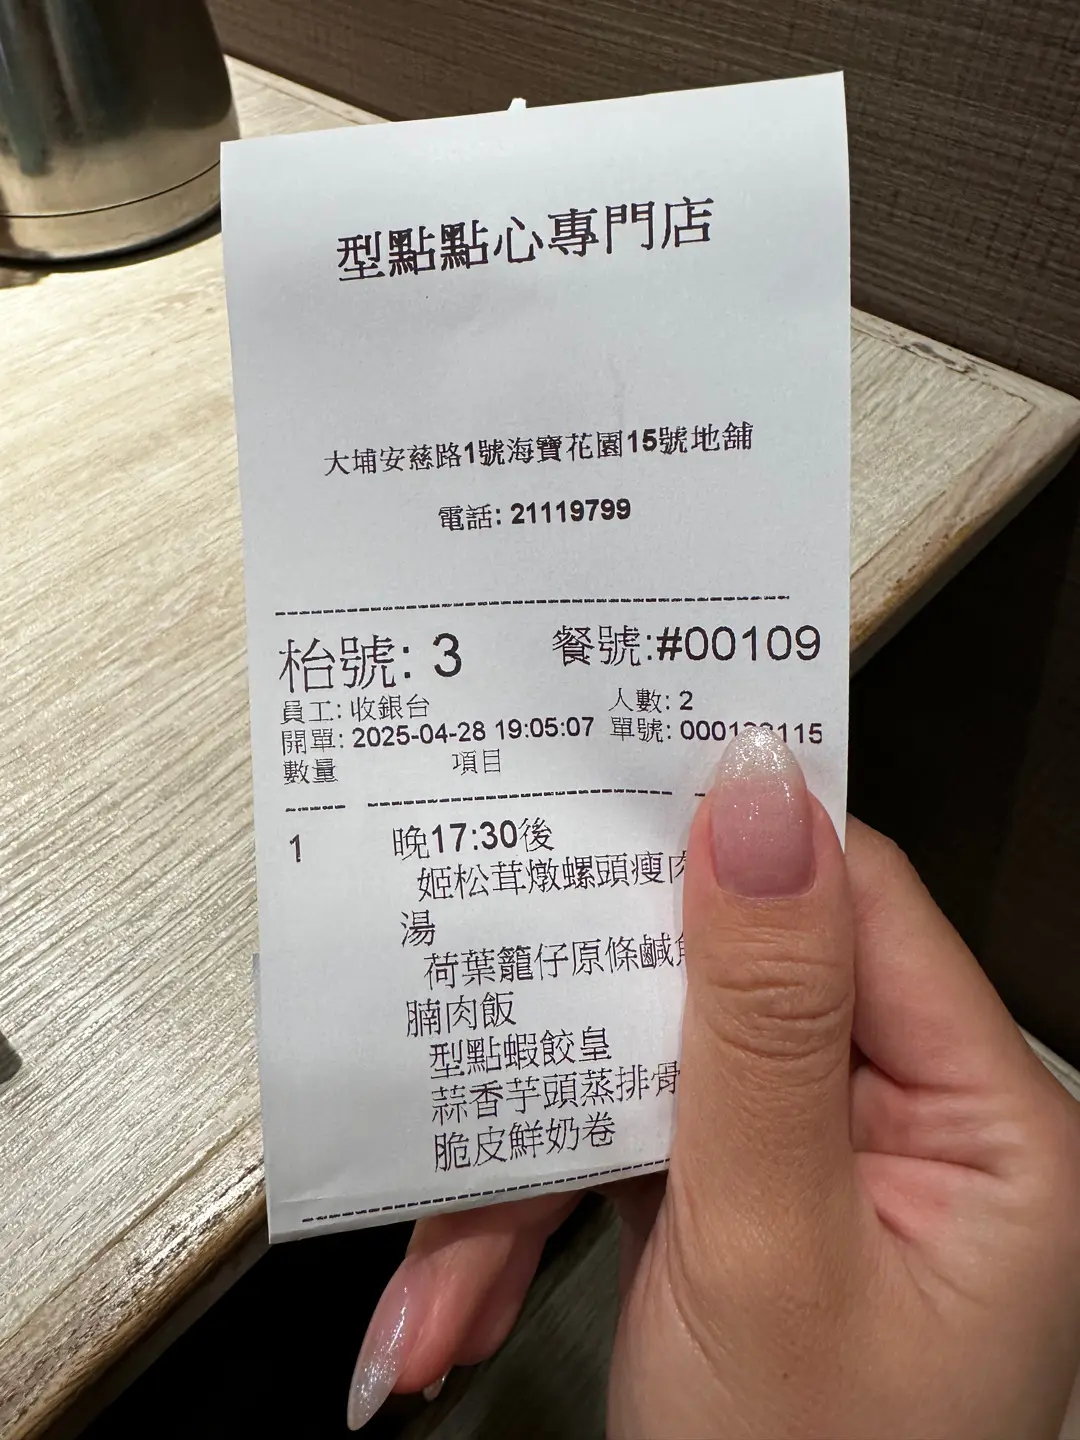 型點點心專門店
大埔安慈路1號海寶花園15號地舖
電話: 21119799
枱號: 3 餐號:#00109
員工: 收銀台 人數: 2
開單: 2025-04-28 19:05:07 單號: 0001 115
數量 項目
1 晚17:30後
姬松茸燉螺頭瘦肉
湯
荷葉籠仔原條鹹魚
腩肉飯
型點蝦餃皇
蒜香芋頭蒸排骨
脆皮鮮奶卷